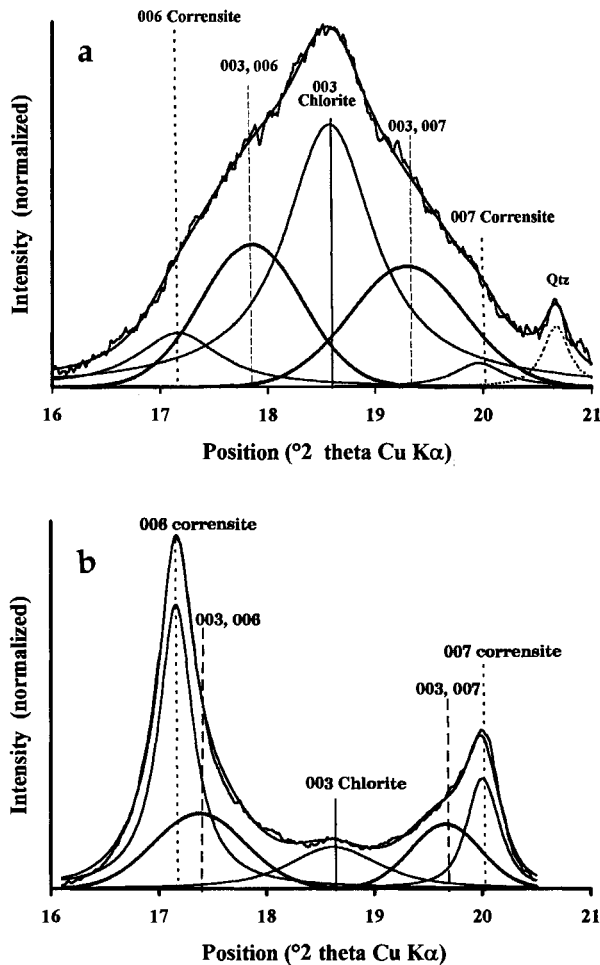 a
006 Corrensite
003, 006
003
Chlorite
003, 007
007 Corrensite
Qtz
Intensity (normalized)
16 17 18 19 20 21
Position (°2 theta Cu Kα)
b
006 corrensite
003, 006
003 Chlorite
003, 007
007 corrensite
Intensity (normalized)
16 17 18 19 20 21
Position (°2 theta Cu Kα)